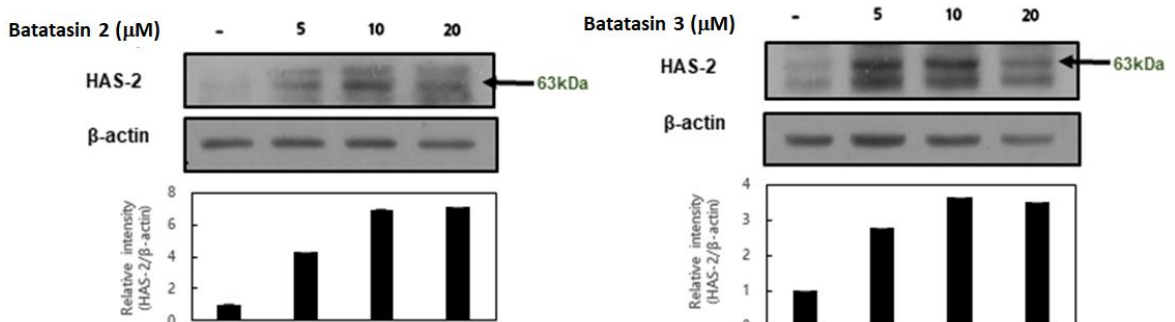 Batatasin 2 (μM) - 5 10 20
HAS-2
63kDa
β-actin
Relative intensity
(HAS-2/β-actin)
8
6
4
2
0
Batatasin 3 (μM) - 5 10 20
HAS-2
63kDa
β-actin
Relative intensity
(HAS-2/β-actin)
4
3
2
1
0